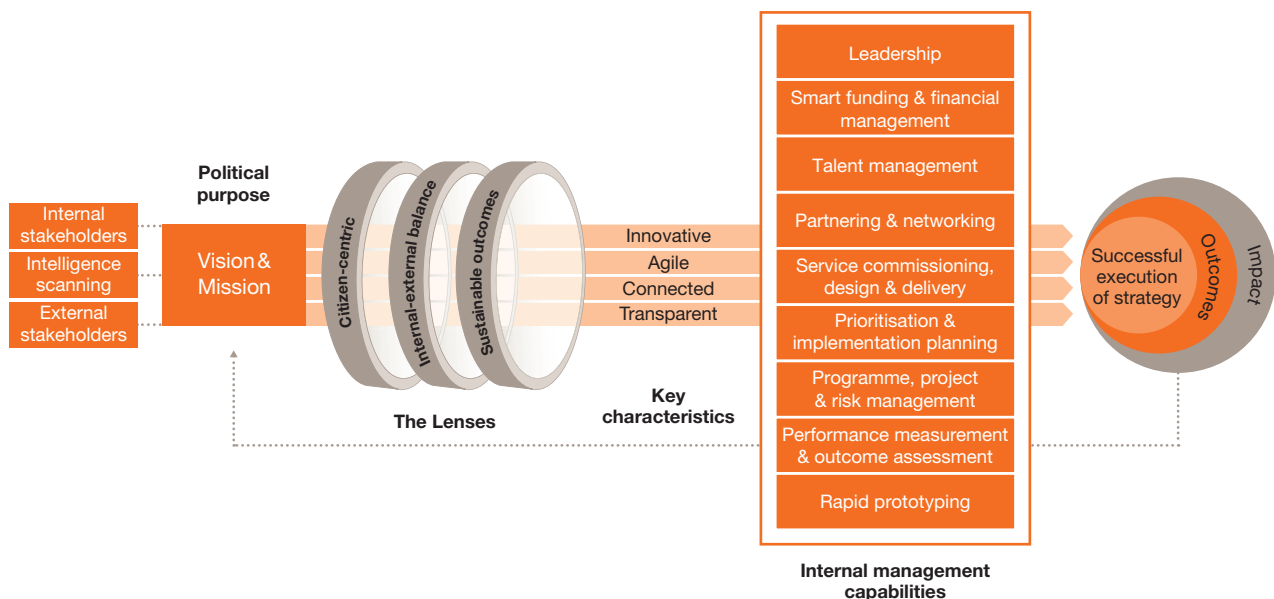 Internal
stakeholders
Intelligence
scanning
External
stakeholders
Political
purpose
Vision &
Mission
Citizen-centric
Internal-external balance
Sustainable outcomes
The Lenses
Innovative
Agile
Connected
Transparent
Key
characteristics
Leadership
Smart funding & financial
management
Talent management
Partnering & networking
Service commissioning,
design & delivery
Prioritisation &
implementation planning
Programme, project
& risk management
Performance measurement
& outcome assessment
Rapid prototyping
Internal management
capabilities
Successful
execution
of strategy
Outcomes
Impact